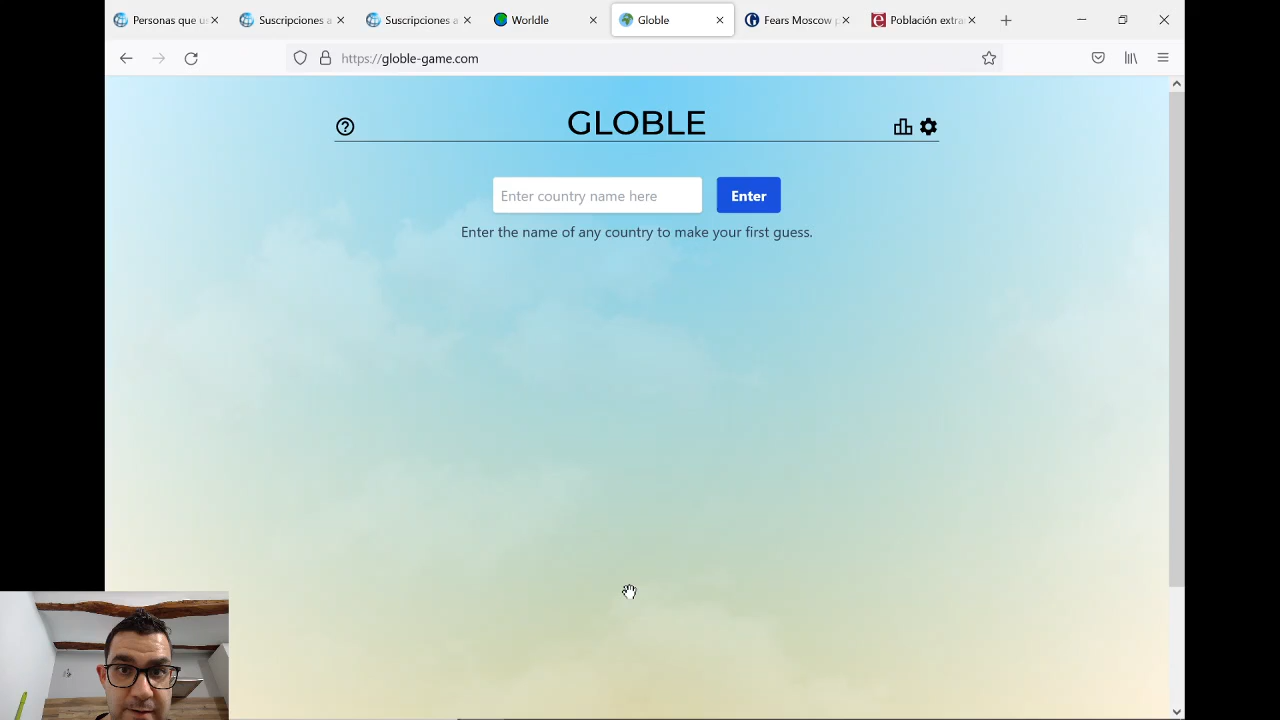 Personas que u
Suscripciones a
Suscripciones a
Worldle
Globle
Fears Moscow p
Población extra
https://globle-game.com
GLOBLE
Enter country name here
Enter
Enter the name of any country to make your first guess.